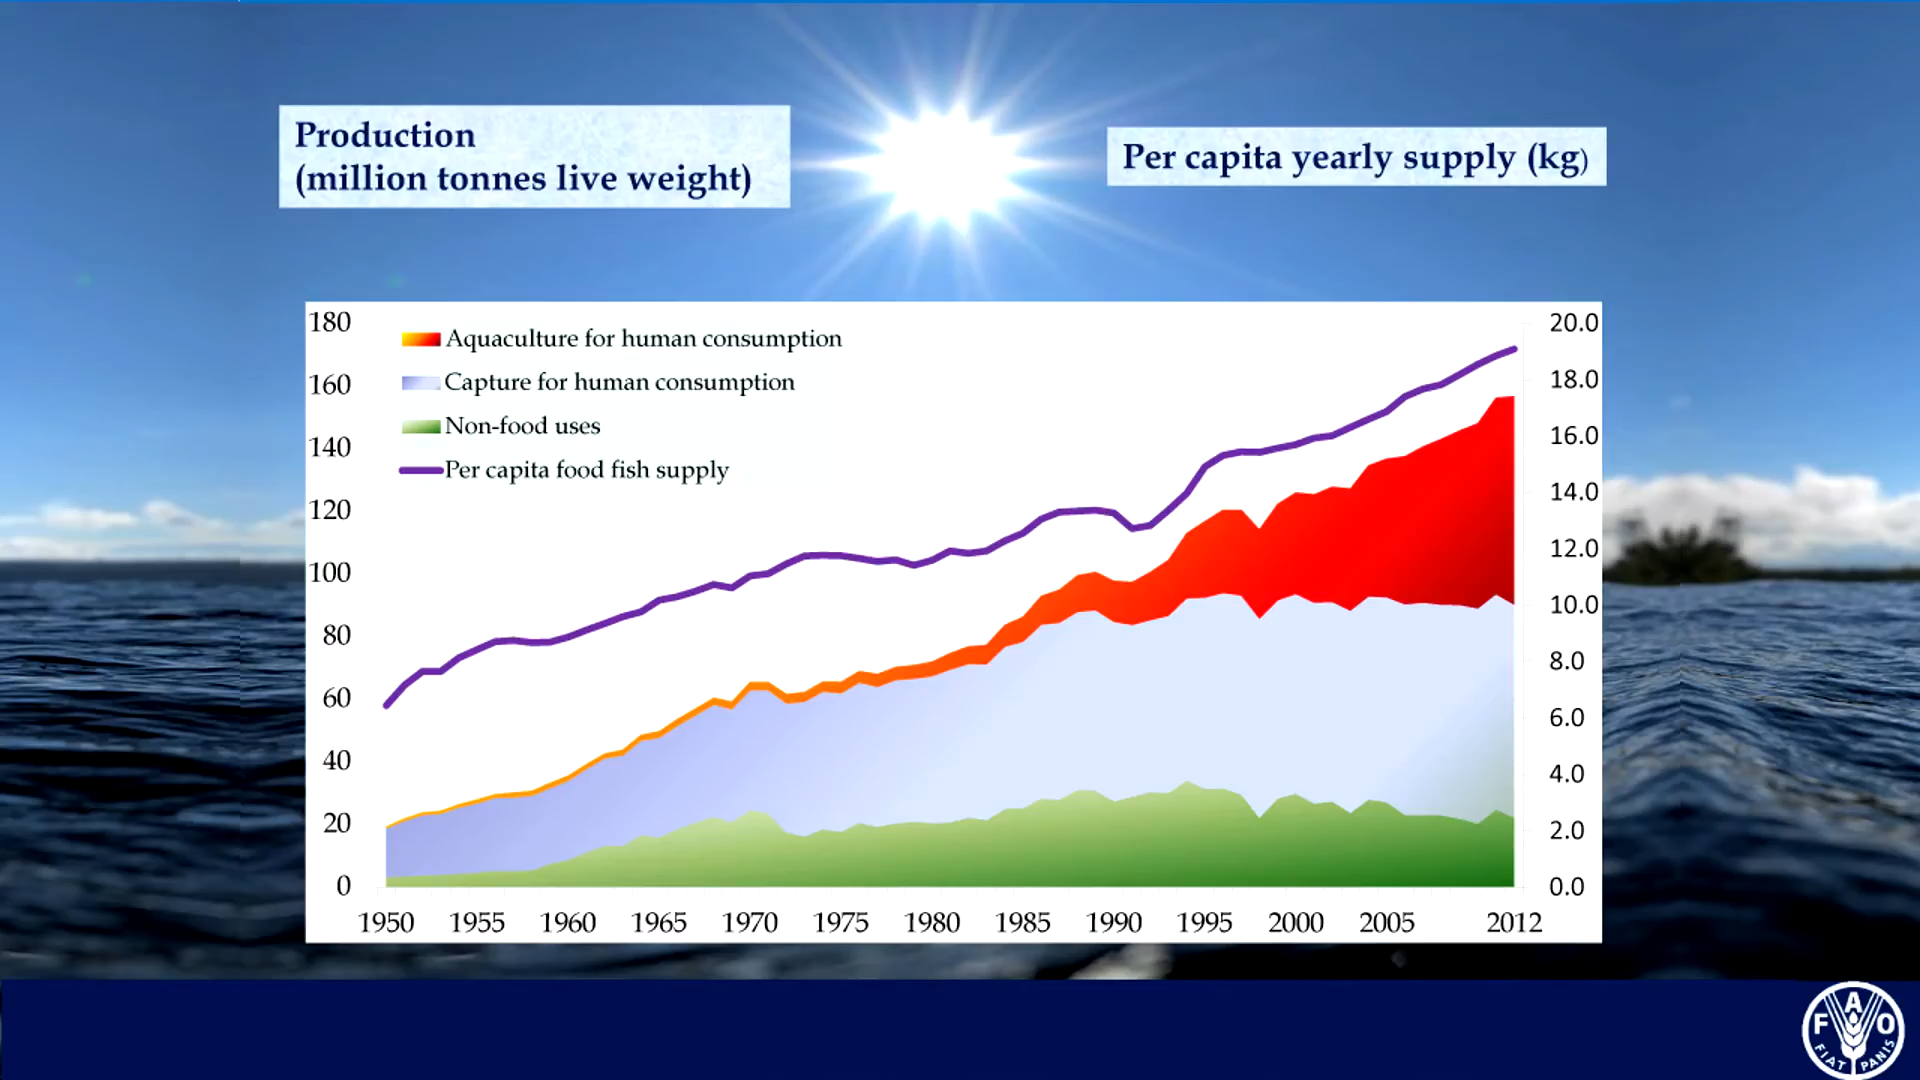 Production
(million tonnes live weight)
Per capita yearly supply (kg)
180
160
140
120
100
80
60
40
20
0
Aquaculture for human consumption
Capture for human consumption
Non-food uses
Per capita food fish supply
20.0
18.0
16.0
14.0
12.0
10.0
8.0
6.0
4.0
2.0
0.0
1950 1955 1960 1965 1970 1975 1980 1985 1990 1995 2000 2005 2012
F A O
FIAT PANIS